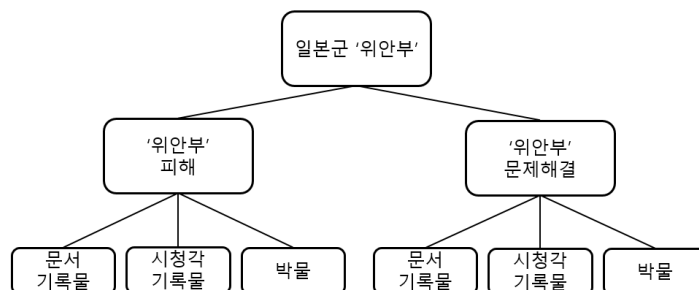 일본군 ‘위안부’
‘위안부’
피해
‘위안부’
문제해결
문서
기록물
시청각
기록물
박물
문서
기록물
시청각
기록물
박물